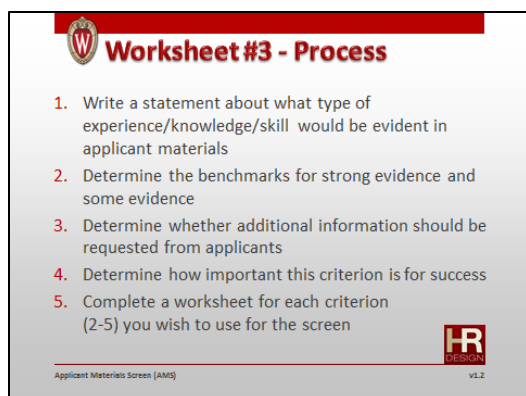 W
Worksheet #3 - Process
1. Write a statement about what type of
experience/knowledge/skill would be evident in
applicant materials
2. Determine the benchmarks for strong evidence and
some evidence
3. Determine whether additional information should be
requested from applicants
4. Determine how important this criterion is for success
5. Complete a worksheet for each criterion
(2-5) you wish to use for the screen
HR
DESIGN
Applicant Materials Screen (AMS)
v1.2